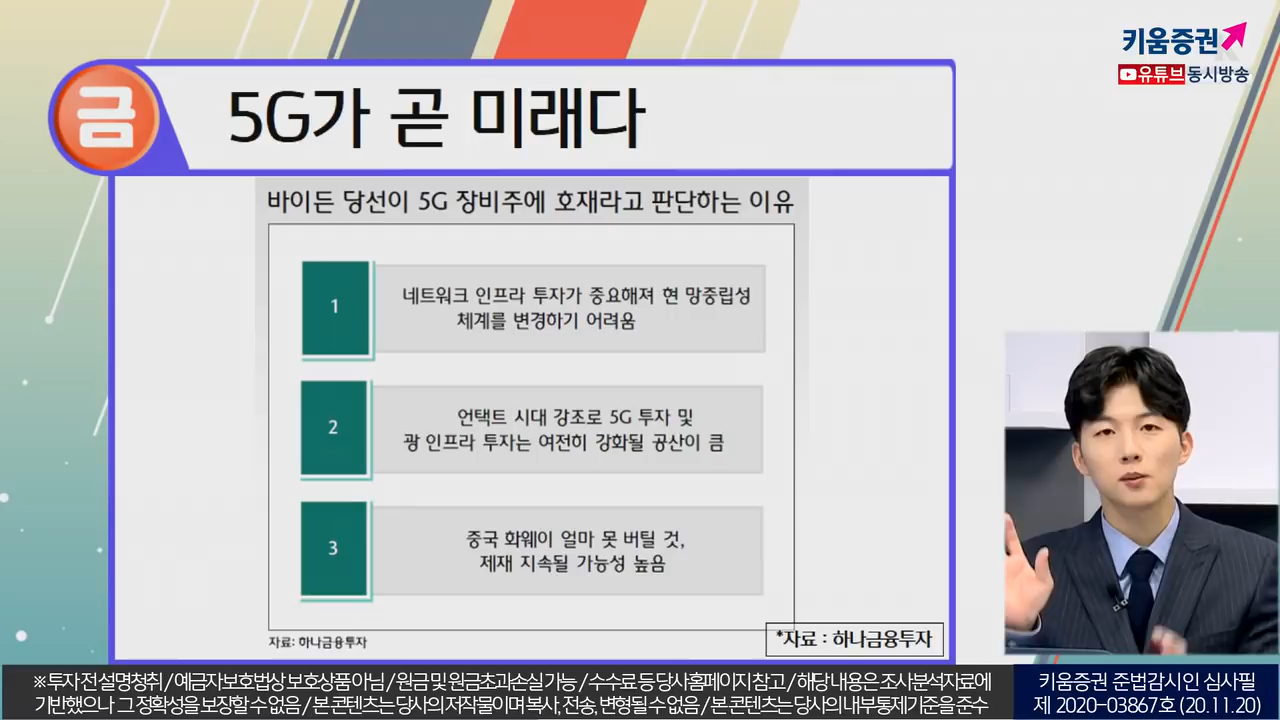 키움증권
유튜브 동시방송
금
5G가 곧 미래다
바이든 당선이 5G 장비주에 호재라고 판단하는 이유
1
네트워크 인프라 투자가 중요해져 현 망중립성
체계를 변경하기 어려움
2
언택트 시대 강조로 5G 투자 및
광 인프라 투자는 여전히 강화될 공산이 큼
3
중국 화웨이 얼마 못 버틸 것,
제재 지속될 가능성 높음
자료: 하나금융투자
*자료 : 하나금융투자
※ 투자 전 설명청취 / 예금자보호법상 보호상품 아님 / 원금 및 원금초과손실 가능 / 수수료 등 당사홈페이지 참고 / 해당 내용은 조사분석자료에
기반했으나 그 정확성을 보장할 수 없음 / 본 콘텐츠는 당사의 저작물이며 복사, 전송, 변형될 수 없음 / 본 콘텐츠는 당사의 내부통제기준을 준수
키움증권 준법감시인 심사필
제 2020-03867호 (20.11.20)